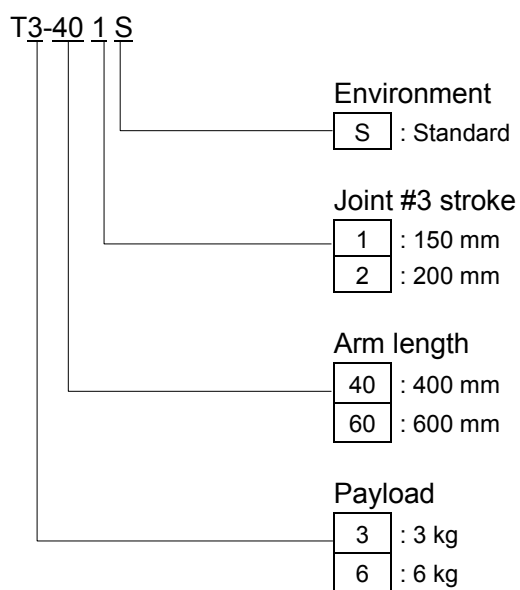 T3-40 1 S
Environment
S : Standard
Joint #3 stroke
1 : 150 mm
2 : 200 mm
Arm length
40 : 400 mm
60 : 600 mm
Payload
3 : 3 kg
6 : 6 kg